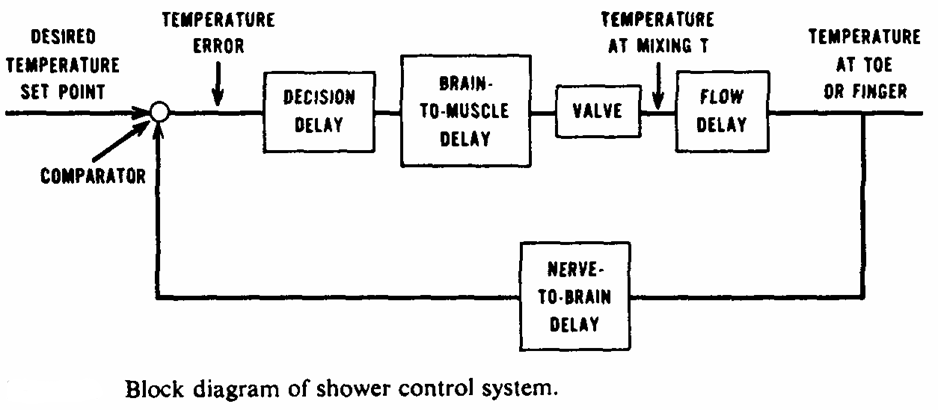 DESIRED
TEMPERATURE
SET POINT
TEMPERATURE
ERROR
COMPARATOR
DECISION
DELAY
BRAIN-
TO-MUSCLE
DELAY
VALVE
TEMPERATURE
AT MIXING T
FLOW
DELAY
TEMPERATURE
AT TOE
OR FINGER
NERVE-
TO-BRAIN
DELAY
Block diagram of shower control system.